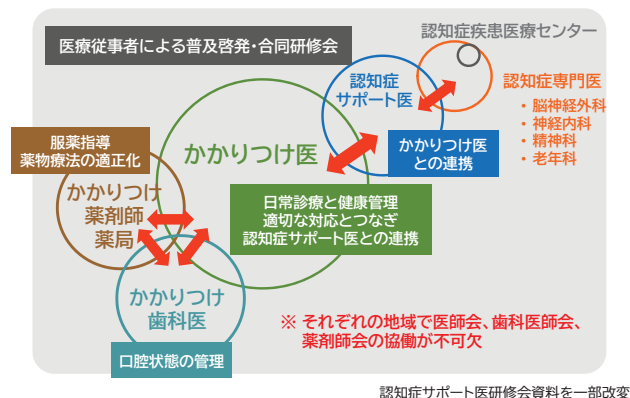 認知症疾患医療センター
医療従事者による普及啓発・合同研修会
認知症
サポート医
認知症専門医
・ 脳神経外科
・ 神経内科
・ 精神科
・ 老年科
服薬指導
薬物療法の適正化
かかりつけ医
かかりつけ医
との連携
かかりつけ
薬剤師
薬局
日常診療と健康管理
適切な対応とつなぎ
認知症サポート医との連携
かかりつけ
歯科医
口腔状態の管理
※ それぞれの地域で医師会、歯科医師会、
薬剤師会の協働が不可欠
認知症サポート医研修会資料を一部改変